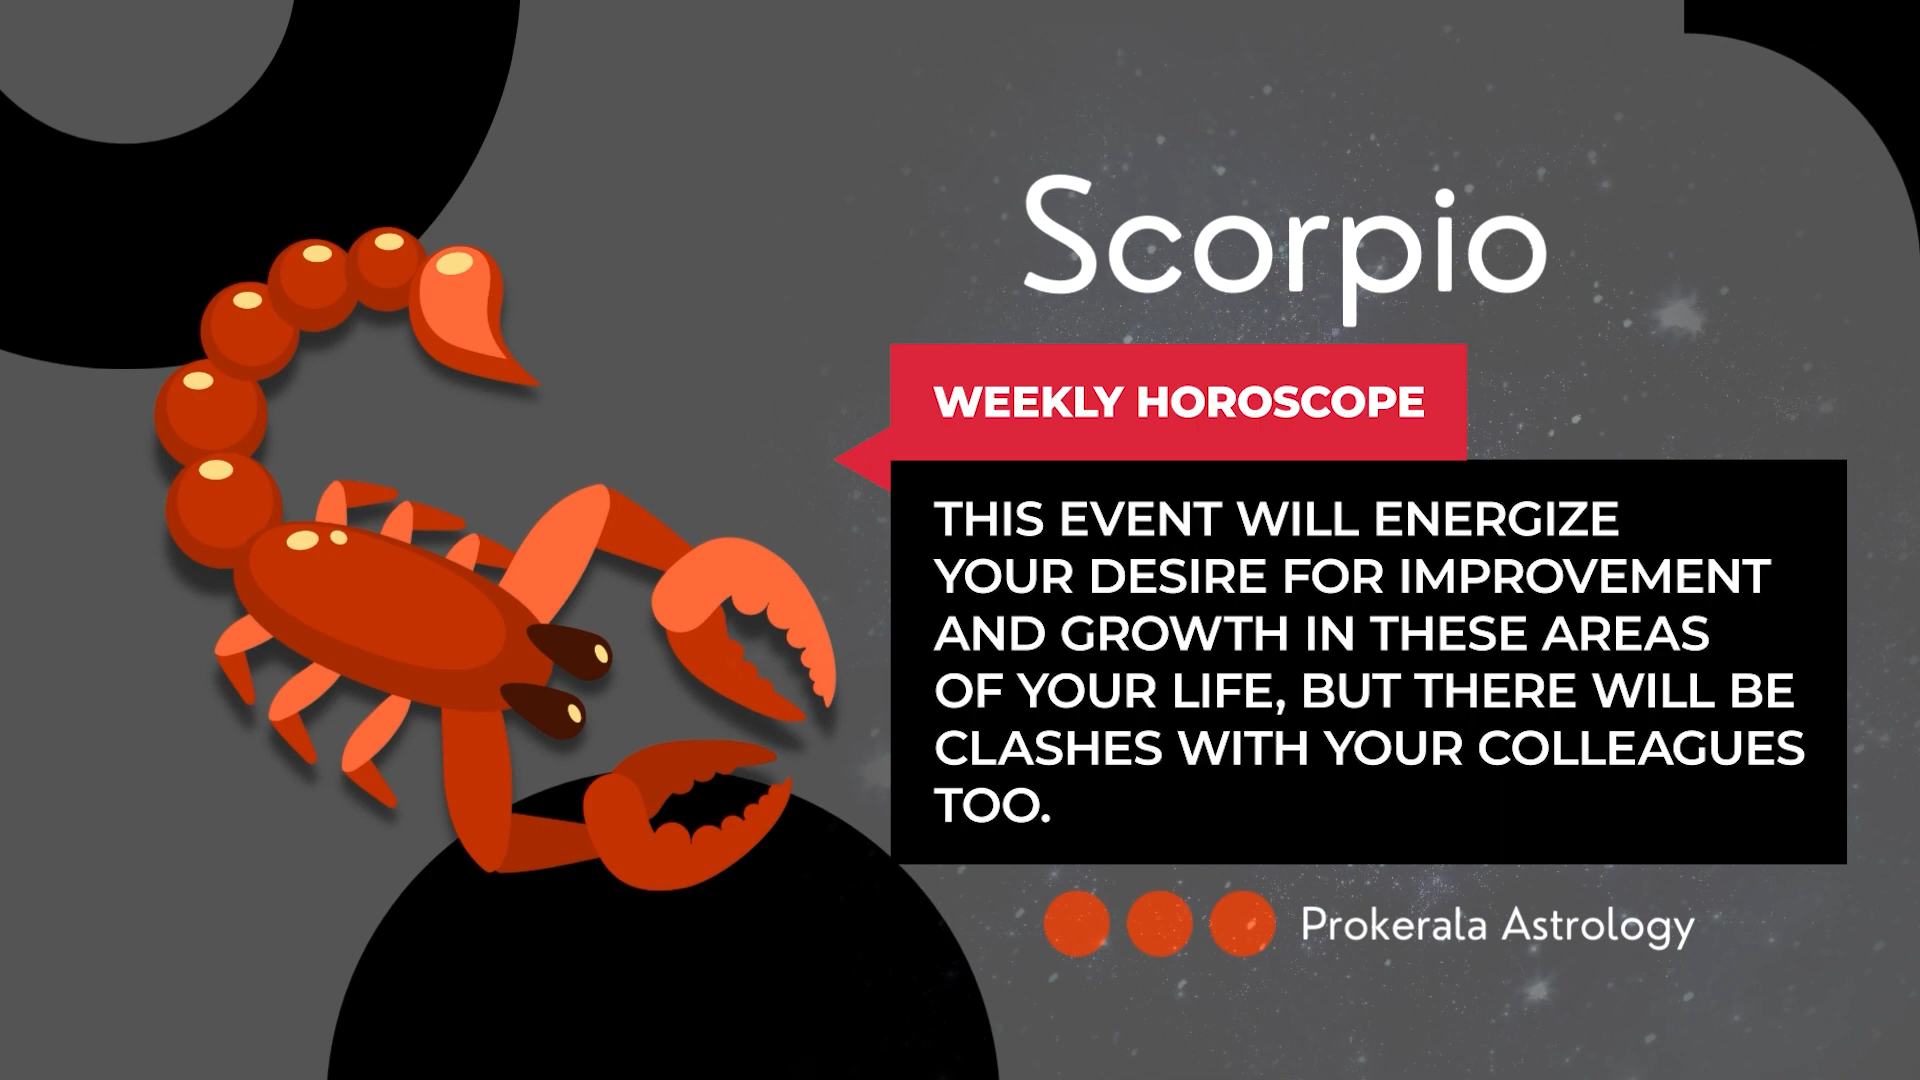 Scorpio
WEEKLY HOROSCOPE
THIS EVENT WILL ENERGIZE
YOUR DESIRE FOR IMPROVEMENT
AND GROWTH IN THESE AREAS
OF YOUR LIFE, BUT THERE WILL BE
CLASHES WITH YOUR COLLEAGUES
TOO.
Prokerala Astrology